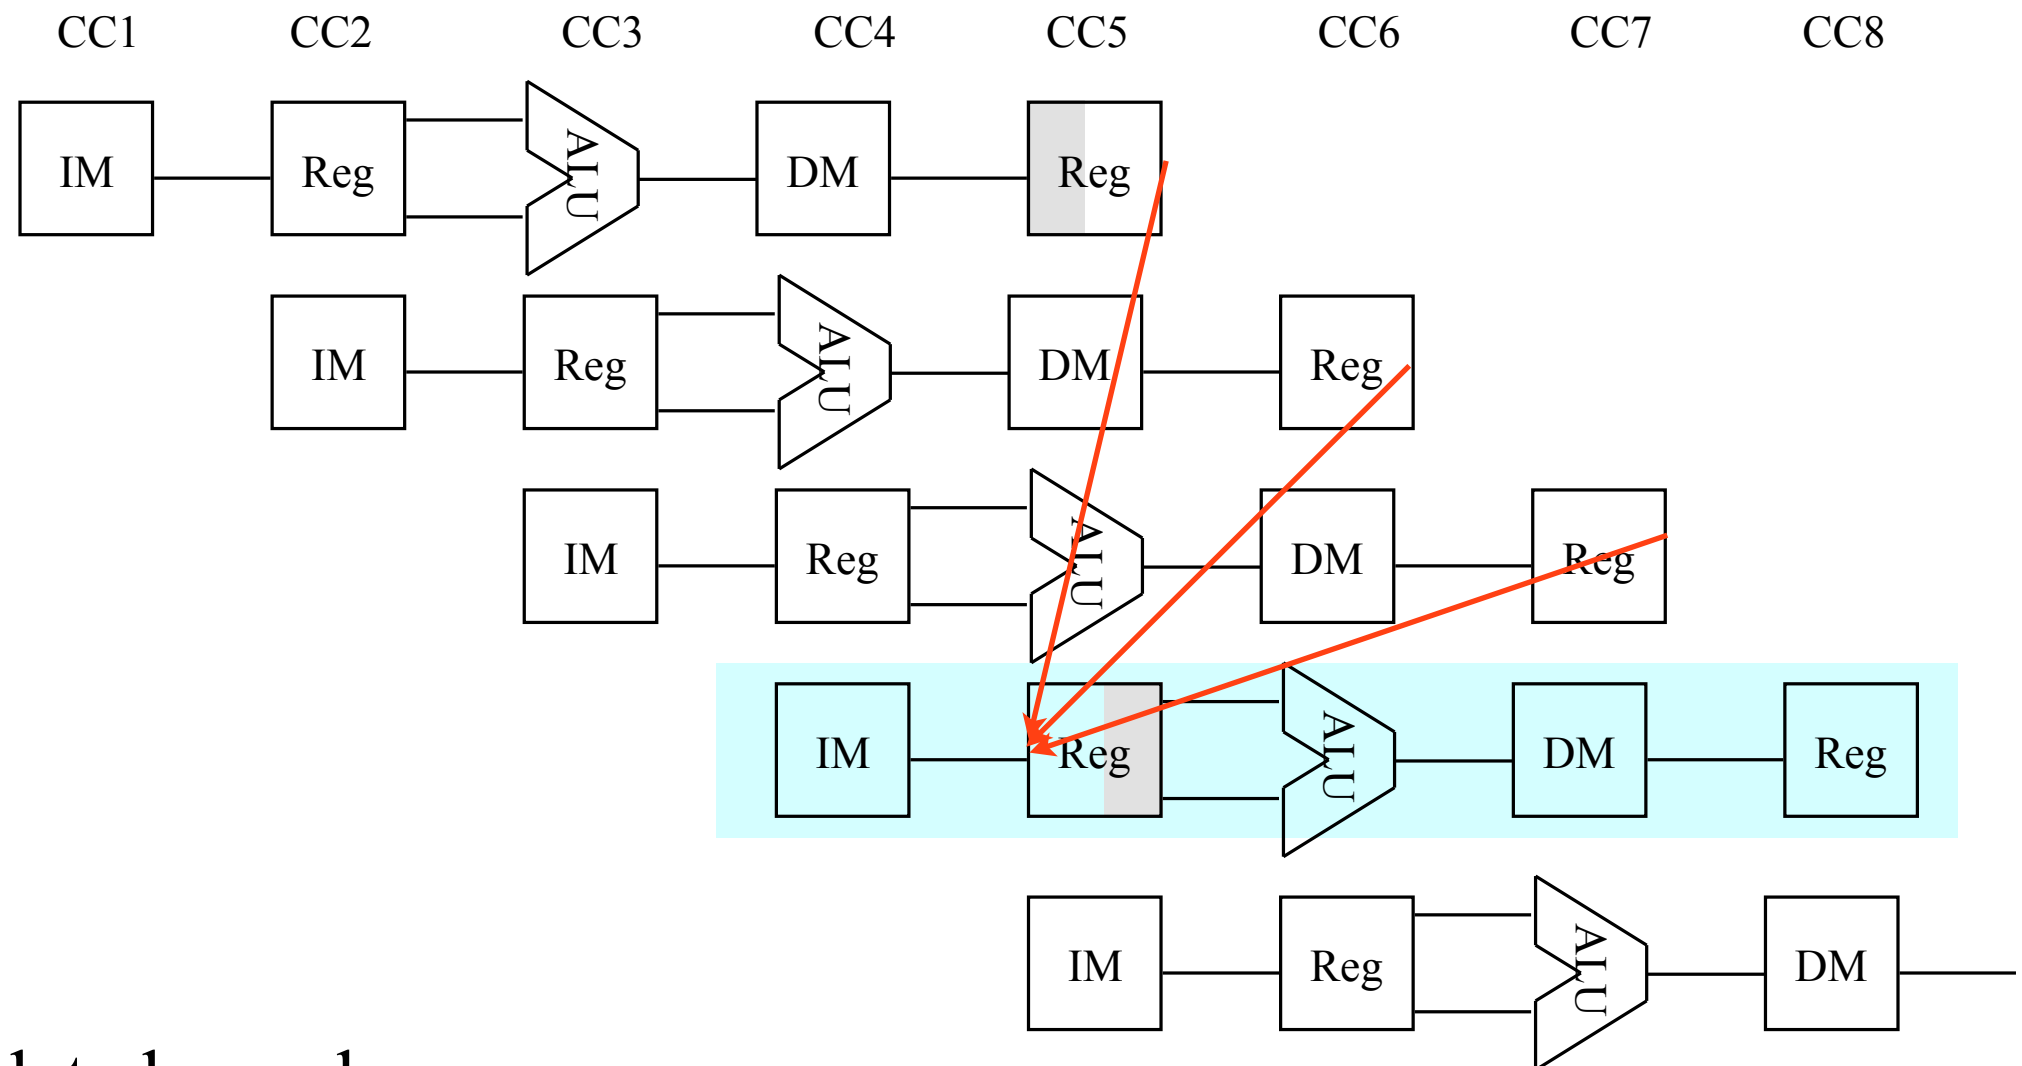 CC1 CC2 CC3 CC4 CC5 CC6 CC7 CC8
IM Reg ALU DM Reg
IM Reg ALU DM Reg
IM Reg ALU DM Reg
IM Reg ALU DM Reg
IM Reg ALU DM